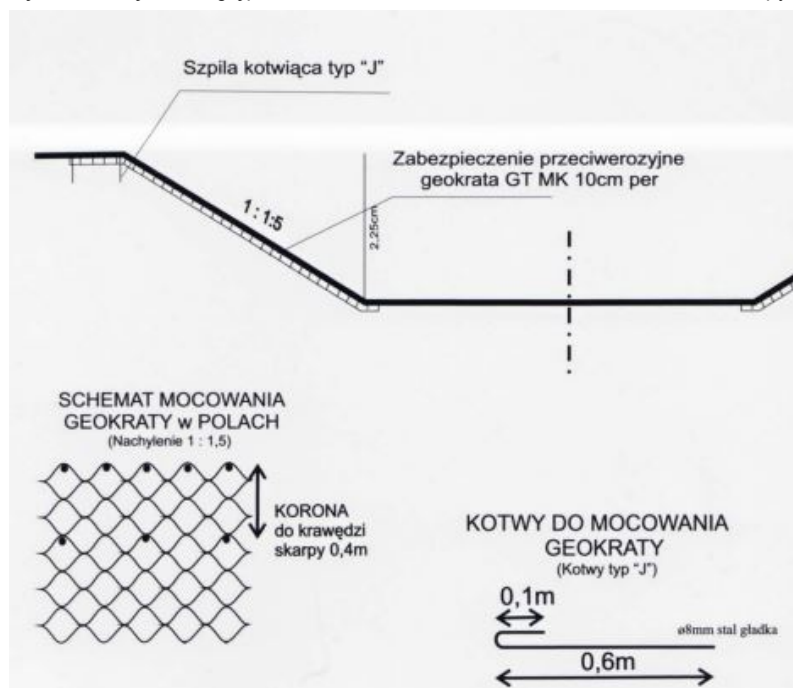 Szpila kotwiąca typ "J"
Zabezpieczenie przeciwerozyjne
geokrata GT MK 10cm per
1 : 1:5
2,25cm
SCHEMAT MOCOWANIA
GEOKRATY w POLACH
(Nachylenie 1 : 1,5)
KORONA
do krawędzi
skarpy 0,4m
KOTWY DO MOCOWANIA
GEOKRATY
(Kotwy typ "J")
0,1m
ø8mm stal gładka
0,6m